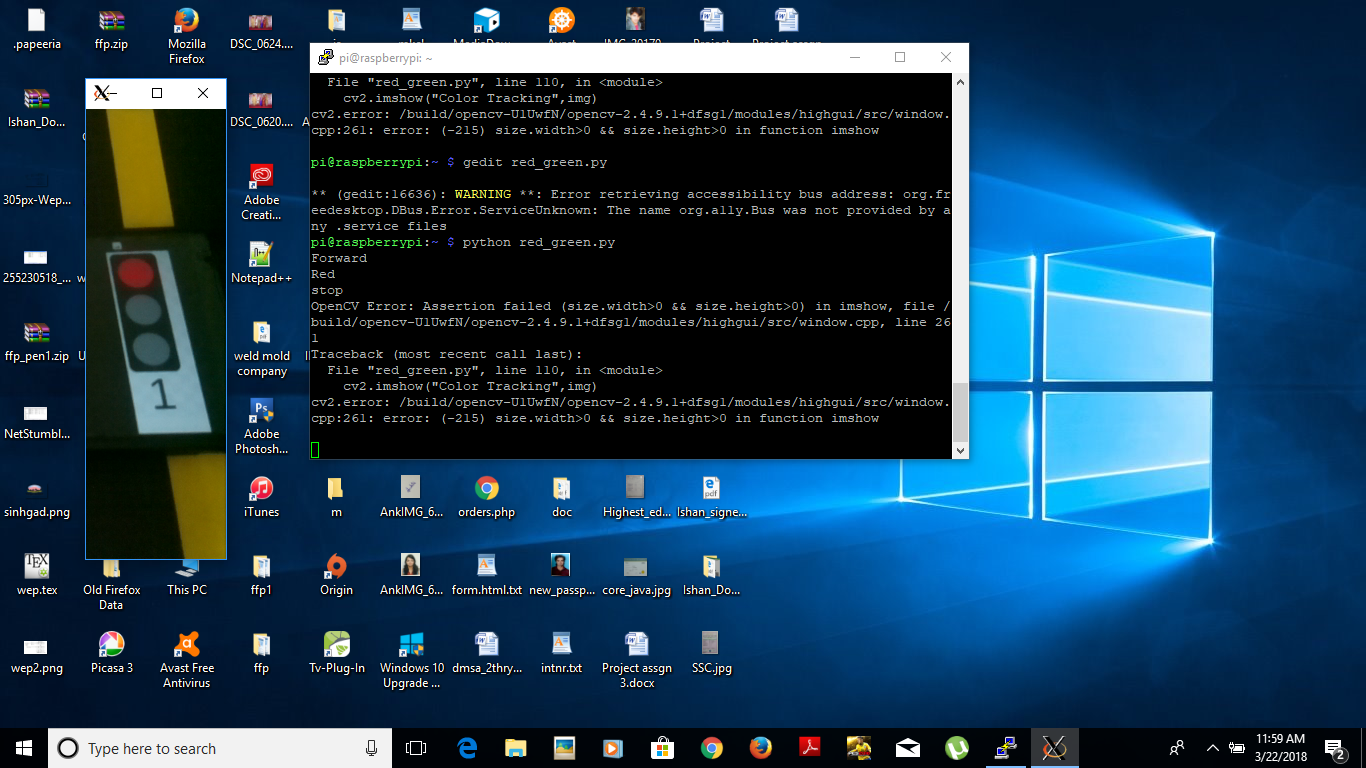 .papeeria
ffp.zip
Mozilla
Firefox
DSC_0624....
pi@raspberrypi: ~
File "red_green.py", line 110, in <module>
cv2.imshow("Color Tracking",img)
cv2.error: /build/opencv-U1UwfN/opencv-2.4.9.1+dfsg1/modules/highgui/src/window.
cpp:261: error: (-215) size.width>0 && size.height>0 in function imshow
pi@raspberrypi:~ $ gedit red_green.py
** (gedit:16636): WARNING **: Error retrieving accessibility bus address: org.fr
eedesktop.DBus.Error.ServiceUnknown: The name org.a11y.Bus was not provided by a
ny .service files
pi@raspberrypi:~ $ python red_green.py
Forward
Red
stop
OpenCV Error: Assertion failed (size.width>0 && size.height>0) in imshow, file /
build/opencv-U1UwfN/opencv-2.4.9.1+dfsg1/modules/highgui/src/window.cpp, line 26
1
Traceback (most recent call last):
File "red_green.py", line 110, in <module>
cv2.imshow("Color Tracking",img)
cv2.error: /build/opencv-U1UwfN/opencv-2.4.9.1+dfsg1/modules/highgui/src/window.
cpp:261: error: (-215) size.width>0 && size.height>0 in function imshow
1
Ishan_Do...
DSC_0620....
305px-Wep...
Adobe
Creati...
255230518_...
Notepad++
ffp_pen1.zip
weld mold
company
NetStumbl...
Adobe
Photosh...
sinhgad.png
iTunes
m
AnkIMG_6...
orders.php
doc
Highest_ed...
Ishan_signe...
wep.tex
Old Firefox
Data
This PC
ffp1
Origin
AnkIMG_6...
form.html.txt
new_passp...
core_java.jpg
Ishan_Do...
wep2.png
Picasa 3
Avast Free
Antivirus
ffp
Tv-Plug-In
Windows 10
Upgrade ...
dmsa_2thry...
intnr.txt
Project assgn
3.docx
SSC.jpg
Type here to search
11:59 AM
3/22/2018
2